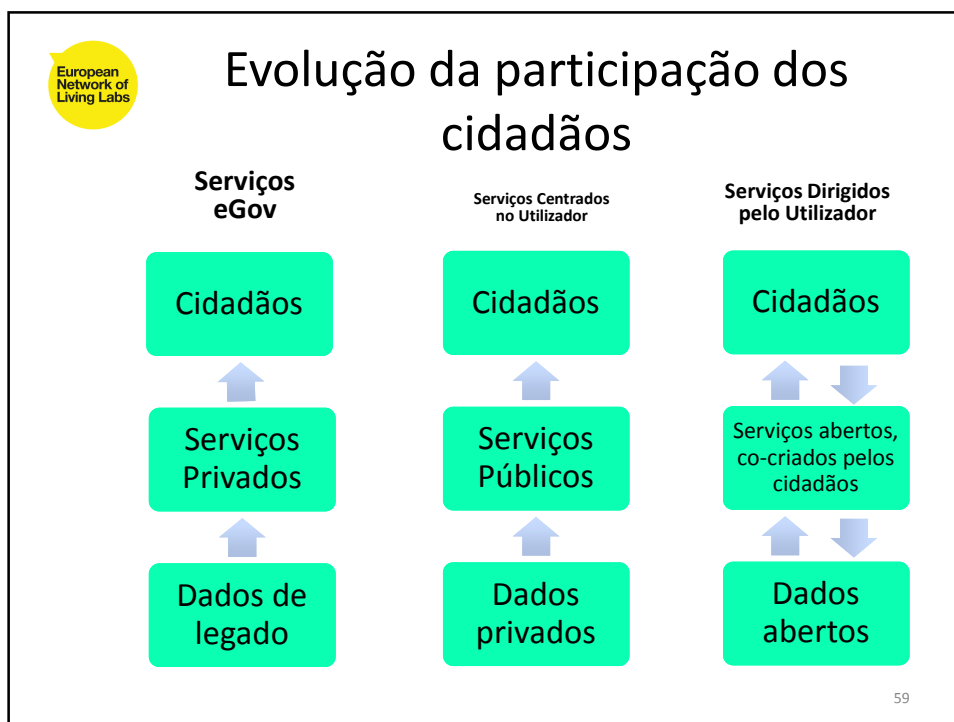 European
Network of
Living Labs
Evolução da participação dos
cidadãos
Serviços
eGov
Cidadãos
Serviços
Privados
Dados de
legado
Serviços Centrados
no Utilizador
Cidadãos
Serviços
Públicos
Dados
privados
Serviços Dirigidos
pelo Utilizador
Cidadãos
Serviços abertos,
co-criados pelos
cidadãos
Dados
abertos
59